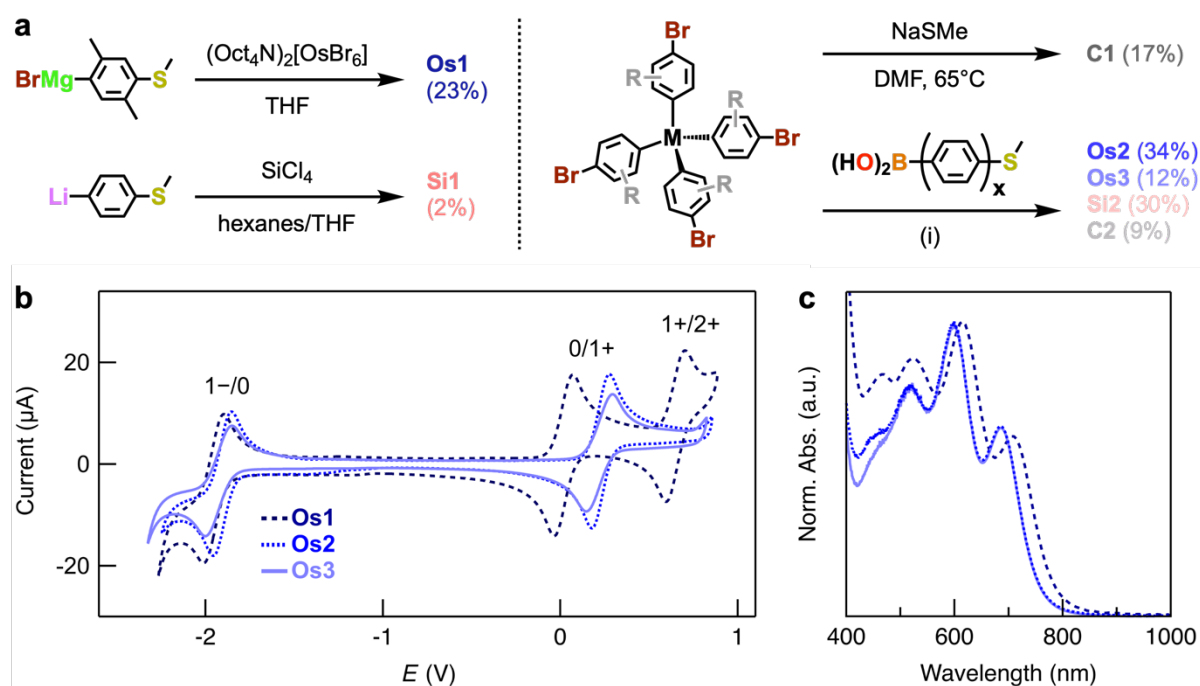 a
BrMg
S
(Oct₄N)₂[OsBr₆]
THF
Os1
(23%)
Li
S
SiCl₄
hexanes/THF
Si1
(2%)
Br
R
R
Br
M
Br
R
R
Br
NaSMe
DMF, 65°C
C1 (17%)
(HO)₂B
S
x
(i)
Os2 (34%)
Os3 (12%)
Si2 (30%)
C2 (9%)
b
Current (µA)
20
0
-20
1−/0
0/1+
1+/2+
Os1
Os2
Os3
-2
-1
0
1
E (V)
c
Norm. Abs. (a.u.)
400
600
800
1000
Wavelength (nm)